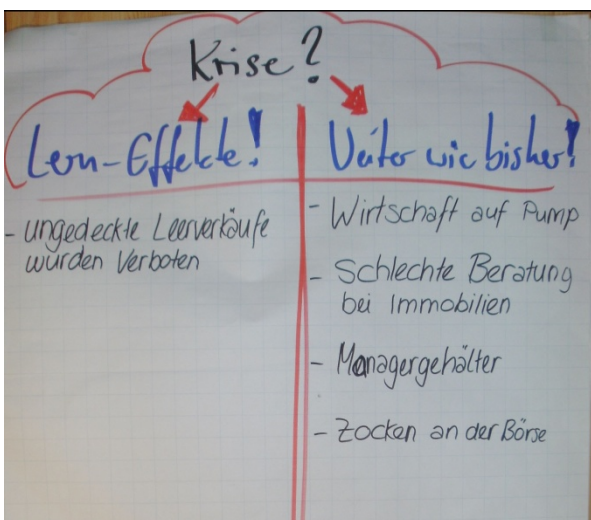 Krise?
Lern-Effekte!
- ungedeckte Leerverkäufe
wurden Verboten
Weiter wie bisher!
- Wirtschaft auf Pump
- Schlechte Beratung
bei Immobilien
- Managergehälter
- Zocken an der Börse